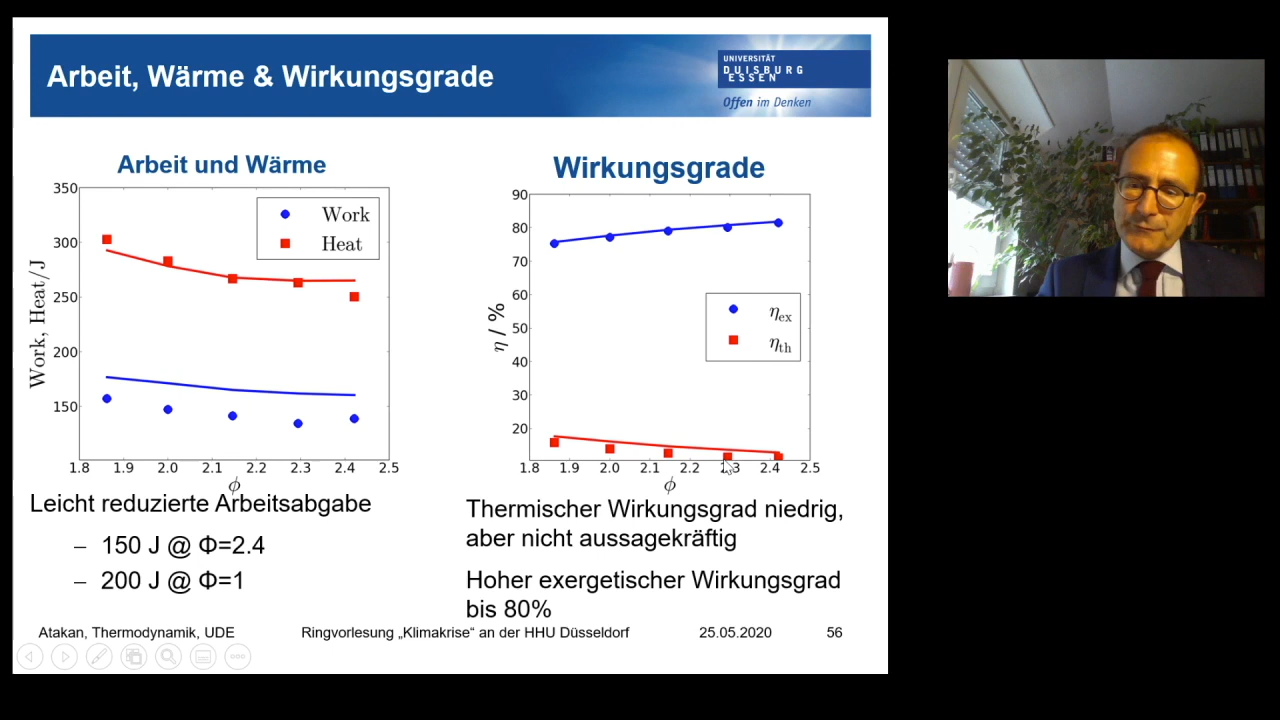 Arbeit, Wärme & Wirkungsgrade
UNIVERSITÄT
DUISBURG
ESSEN
Offen im Denken
Arbeit und Wärme
350
300
250
200
150
Work, Heat/J
Work
Heat
1.8 1.9 2.0 2.1 2.2 2.3 2.4 2.5
ϕ
Wirkungsgrade
90
80
70
60
50
40
30
20
η / %
ηex
ηth
1.8 1.9 2.0 2.1 2.2 2.3 2.4 2.5
ϕ
Leicht reduzierte Arbeitsabgabe
– 150 J @ Φ=2.4
– 200 J @ Φ=1
Thermischer Wirkungsgrad niedrig,
aber nicht aussagekräftig
Hoher exergetischer Wirkungsgrad
bis 80%
Atakan, Thermodynamik, UDE Ringvorlesung „Klimakrise“ an der HHU Düsseldorf 25.05.2020 56